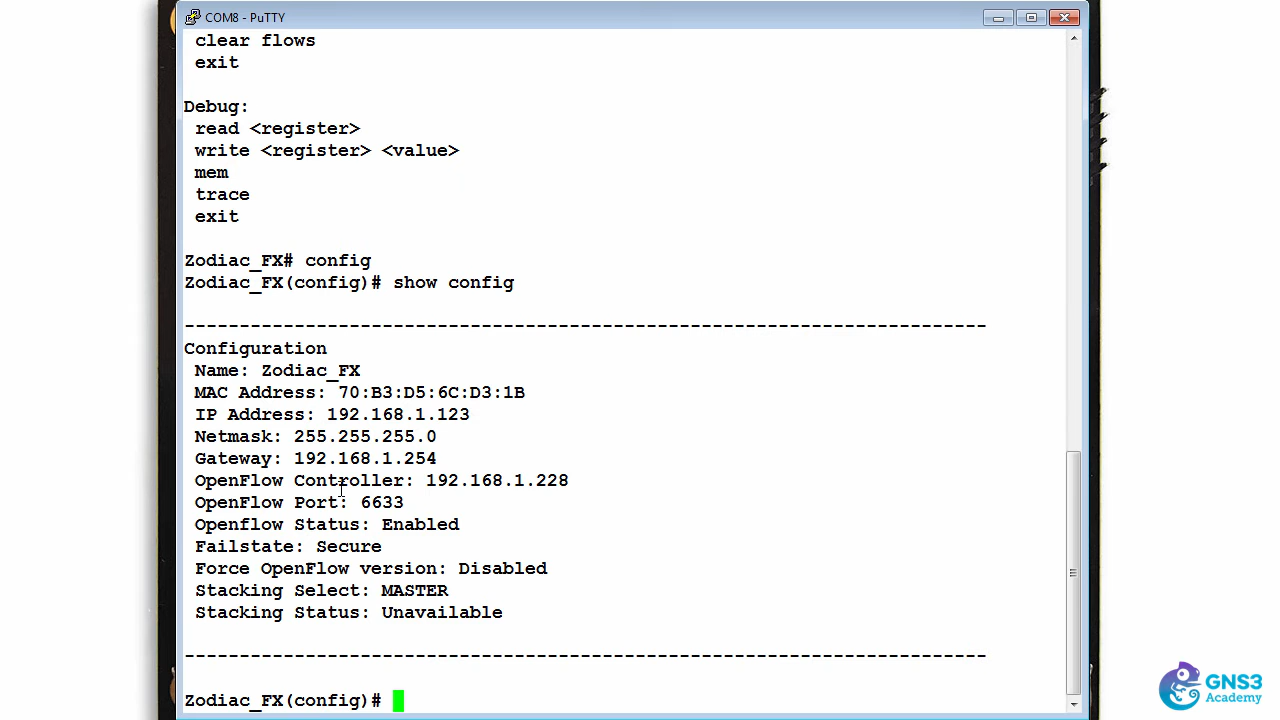 COM8 - PuTTY
clear flows
exit
Debug:
read <register>
write <register> <value>
mem
trace
exit
Zodiac_FX# config
Zodiac_FX(config)# show config
-------------------------------------------------------------------------
Configuration
Name: Zodiac_FX
MAC Address: 70:B3:D5:6C:D3:1B
IP Address: 192.168.1.123
Netmask: 255.255.255.0
Gateway: 192.168.1.254
OpenFlow Controller: 192.168.1.228
OpenFlow Port: 6633
Openflow Status: Enabled
Failstate: Secure
Force OpenFlow version: Disabled
Stacking Select: MASTER
Stacking Status: Unavailable
-------------------------------------------------------------------------
Zodiac_FX(config)#
GNS3
Academy